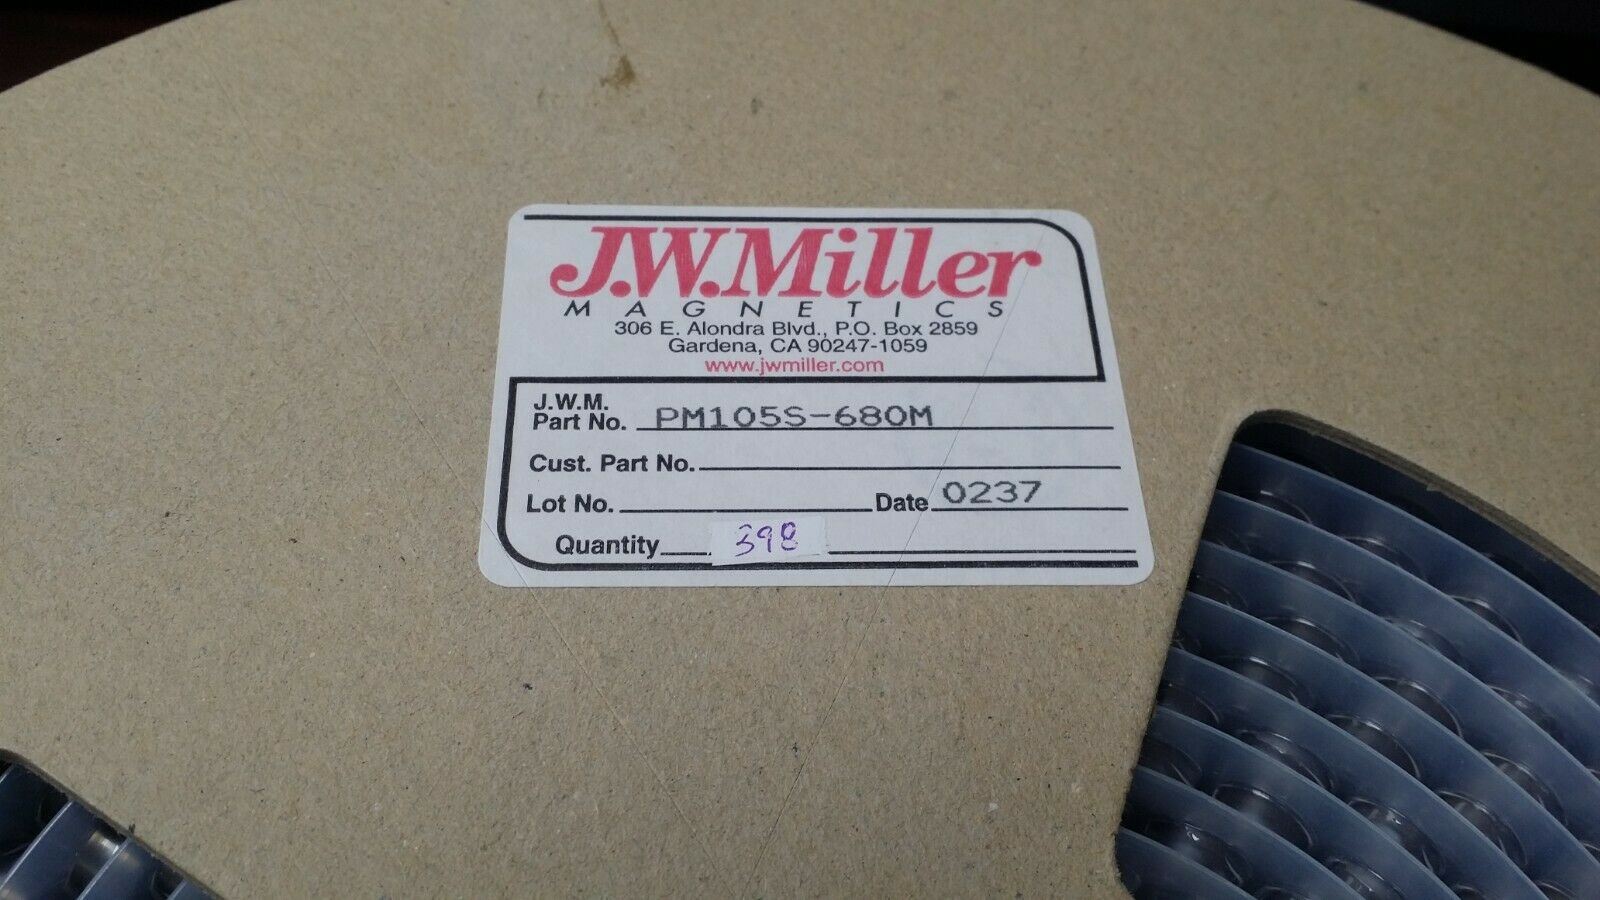 J.W.Miller
MAGNETICS
306 E. Alondra Blvd., P.O. Box 2859
Gardena, CA 90247-1059
www.jwmiller.com
J.W.M.
Part No. PM105S-680M
Cust. Part No.
Lot No. Date 0237
Quantity 398